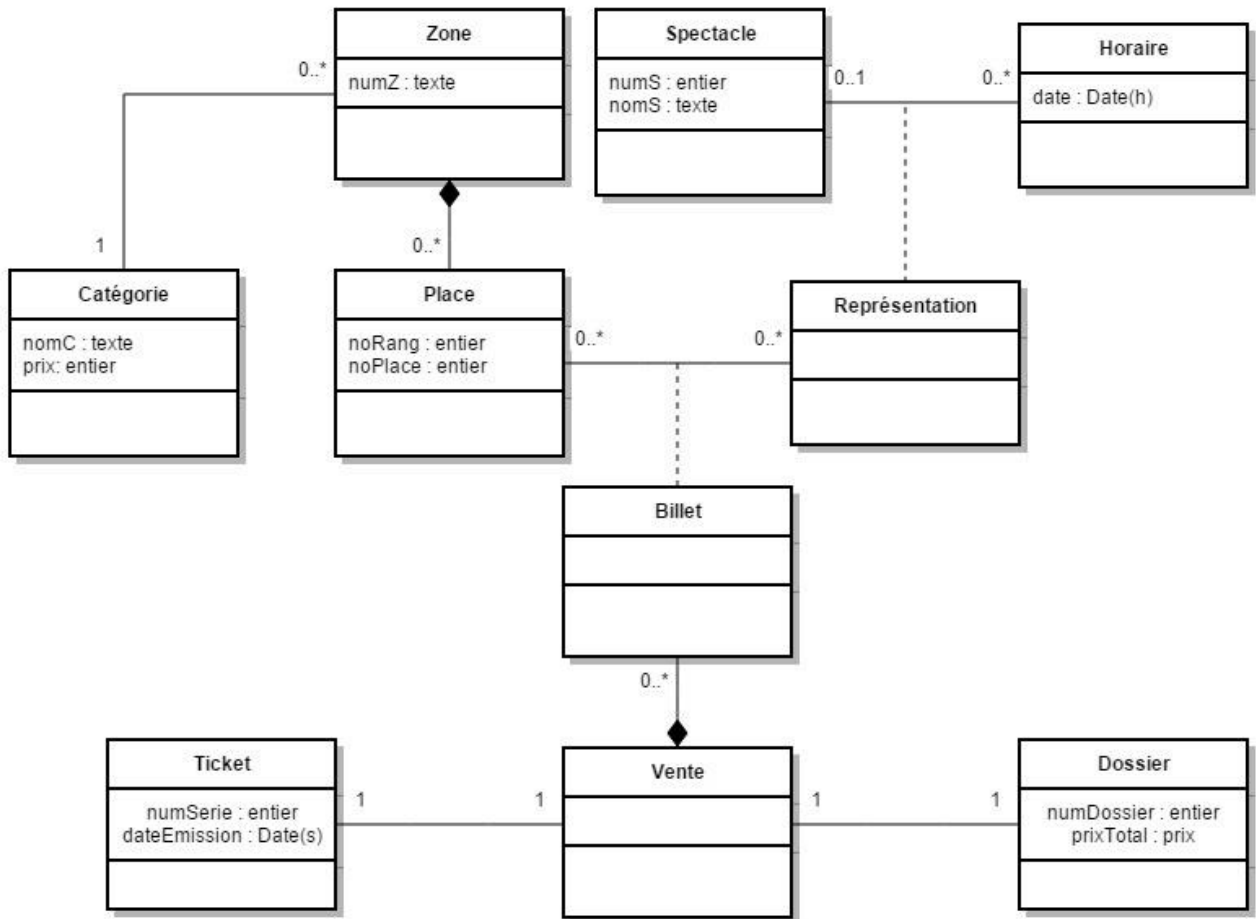 Zone
numZ : texte
Spectacle
numS : entier
nomS : texte
Horaire
date : Date(h)
0..*
0..1
0..*
1
0..*
Catégorie
nomC : texte
prix: entier
Place
noRang : entier
noPlace : entier
0..*
0..*
Représentation
Billet
0..*
Ticket
numSerie : entier
dateEmission : Date(s)
1
1
Vente
1
1
Dossier
numDossier : entier
prixTotal : prix